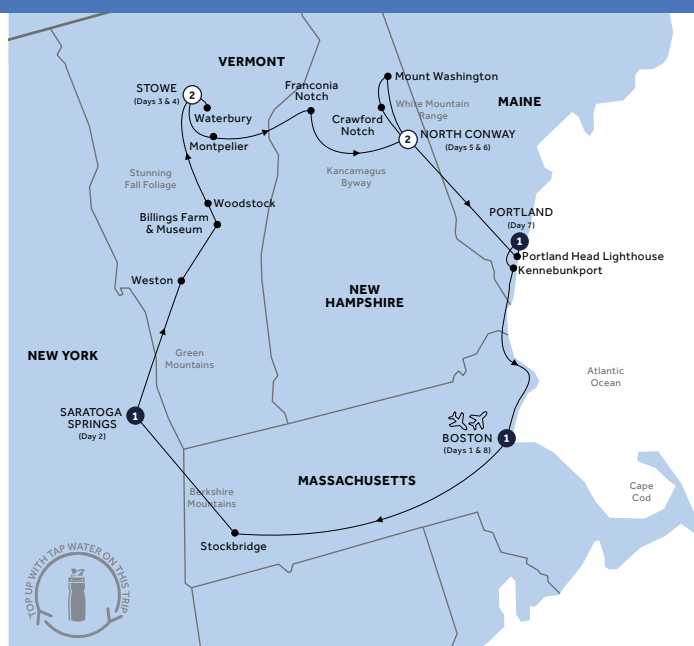 VERMONT
STOWE
(Days 3 & 4)
2
Waterbury
Montpelier
Franconia
Notch
Mount Washington
White Mountain
Range
MAINE
Crawford
Notch
2
NORTH CONWAY
(Days 5 & 6)
Kancamagus
Byway
Stunning
Fall Foliage
Woodstock
Billings Farm
& Museum
PORTLAND
(Day 7)
1
Portland Head Lighthouse
Kennebunkport
Weston
NEW
HAMPSHIRE
NEW YORK
Green
Mountains
Atlantic
Ocean
SARATOGA
SPRINGS
(Day 2)
1
BOSTON
(Days 1 & 8)
1
MASSACHUSETTS
Berkshire
Mountains
Cape
Cod
Stockbridge
TOP UP WITH TAP WATER ON THIS TRIP